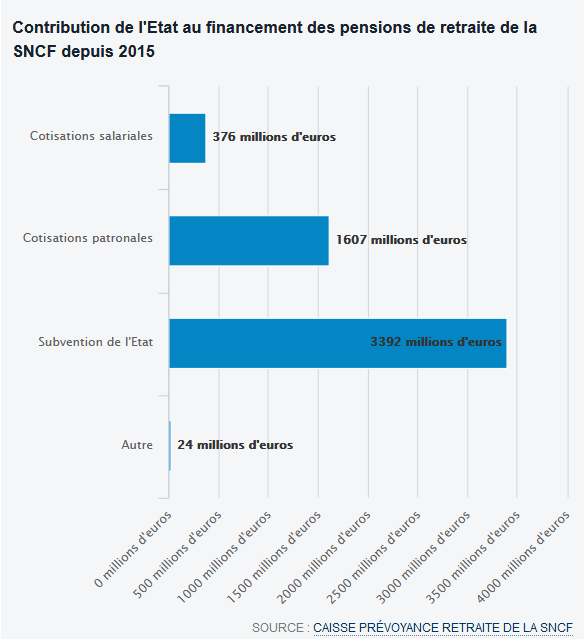 Contribution de l'Etat au financement des pensions de retraite de la
SNCF depuis 2015
Cotisations salariales
376 millions d'euros
Cotisations patronales
1607 millions d'euros
Subvention de l'Etat
3392 millions d'euros
Autre
24 millions d'euros
0 millions d'euros
500 millions d'euros
1000 millions d'euros
1500 millions d'euros
2000 millions d'euros
2500 millions d'euros
3000 millions d'euros
3500 millions d'euros
4000 millions d'euros
SOURCE : CAISSE PRÉVOYANCE RETRAITE DE LA SNCF